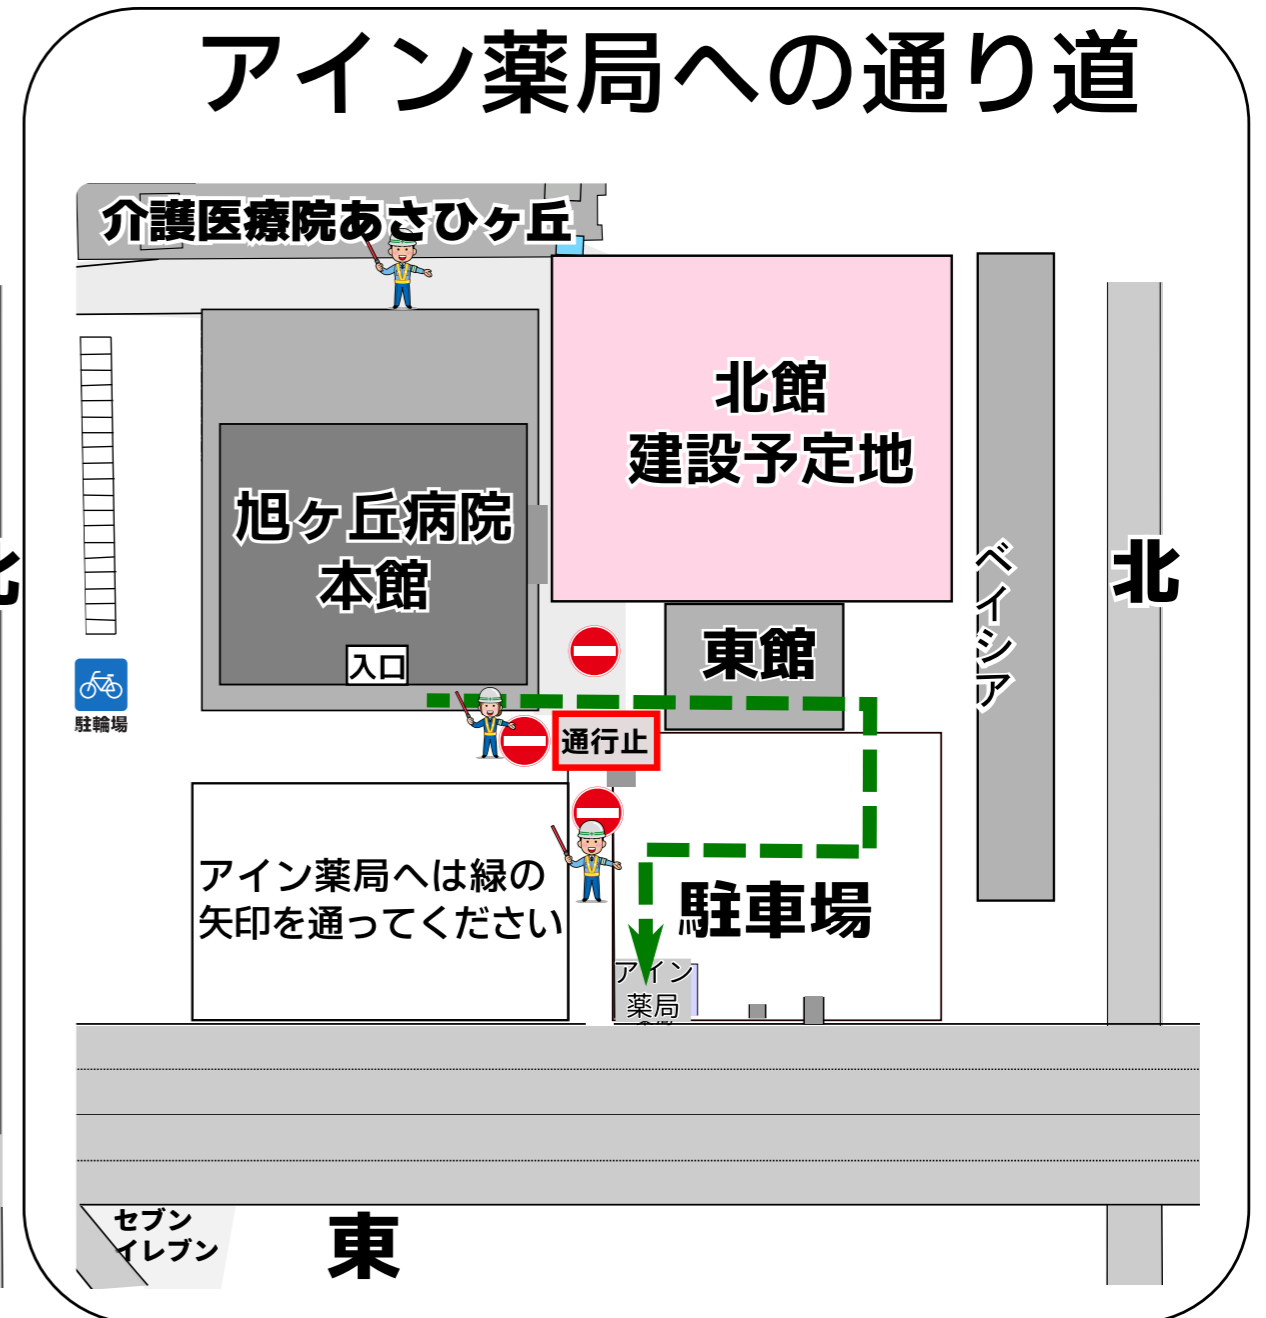 アイン薬局への通り道
介護医療院あさひヶ丘
北館
建設予定地
旭ヶ丘病院
本館
入口
ベイシア
北
東館
駐輪場
通行止
アイン薬局へは緑の
矢印を通ってください
駐車場
アイン
薬局
セブン
イレブン
東